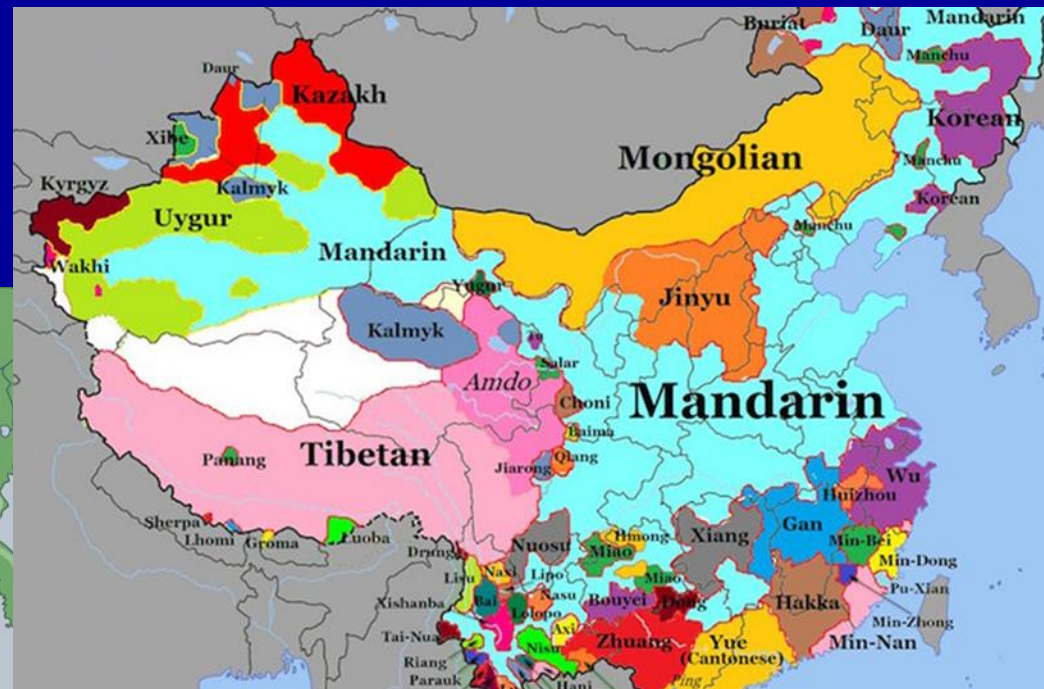 Buriat
Mandarin
Daur
Manchu
Daur
Kazakh
Korean
Xibe
Mongolian
Manchu
Kyrgyz
Kalmyk
Korean
Uygur
Manchu
Mandarin
Wakhi
Yugur
Jinyu
Kalmyk
Salar
Amdo
Choni
Mandarin
Baima
Tibetan
Qiang
Panang
Jiarong
Wu
Huizhou
Sherpa
Gan
Lhomi
Groma
Luoba
Drung
Nuosu
Hmong
Miao
Xiang
Min-Bei
Min-Dong
Lisu
Naxi
Lipo
Miao
Pu-Xian
Xishanba
Bai
Nasu
Lolopo
Bouyei
Dong
Hakka
Min-Zhong
Tai-Nua
Axi
Zhuang
Yue
(Cantonese)
Min-Nan
Nisu
Riang
Parauk
Hani
Ping